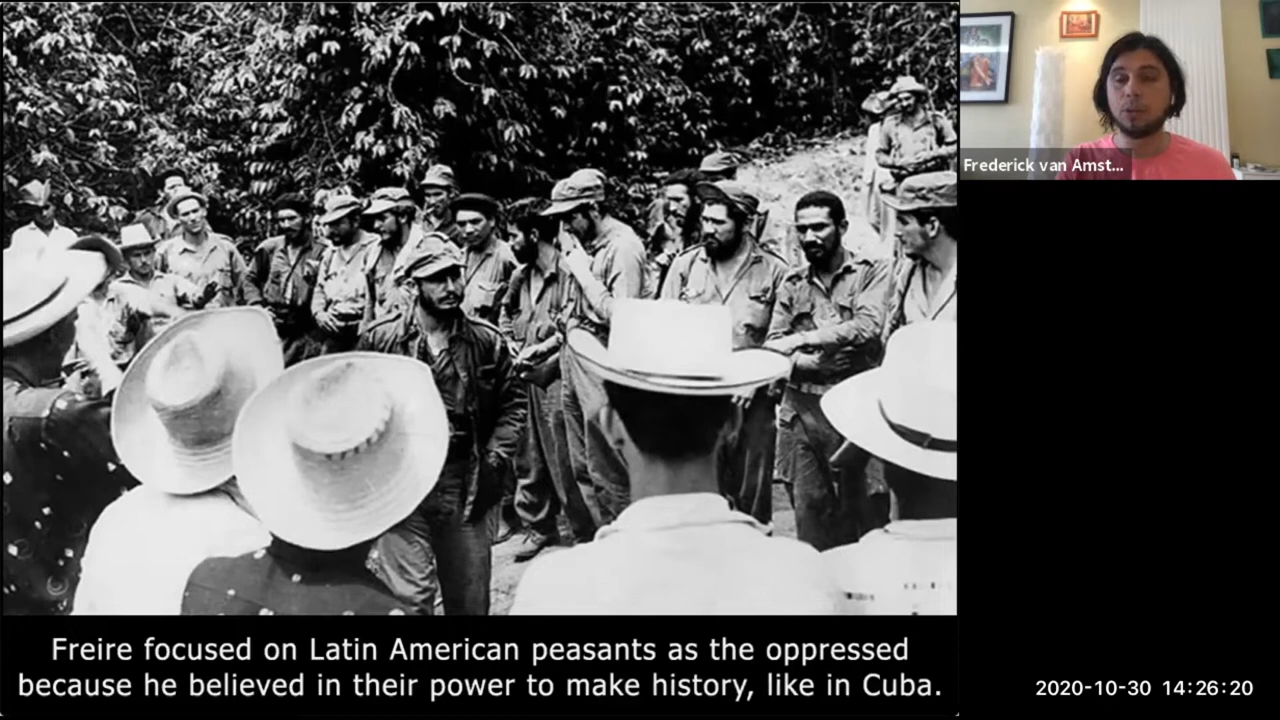 Frederick van Amst...
Freire focused on Latin American peasants as the oppressed
because he believed in their power to make history, like in Cuba.
2020-10-30 14:26:20